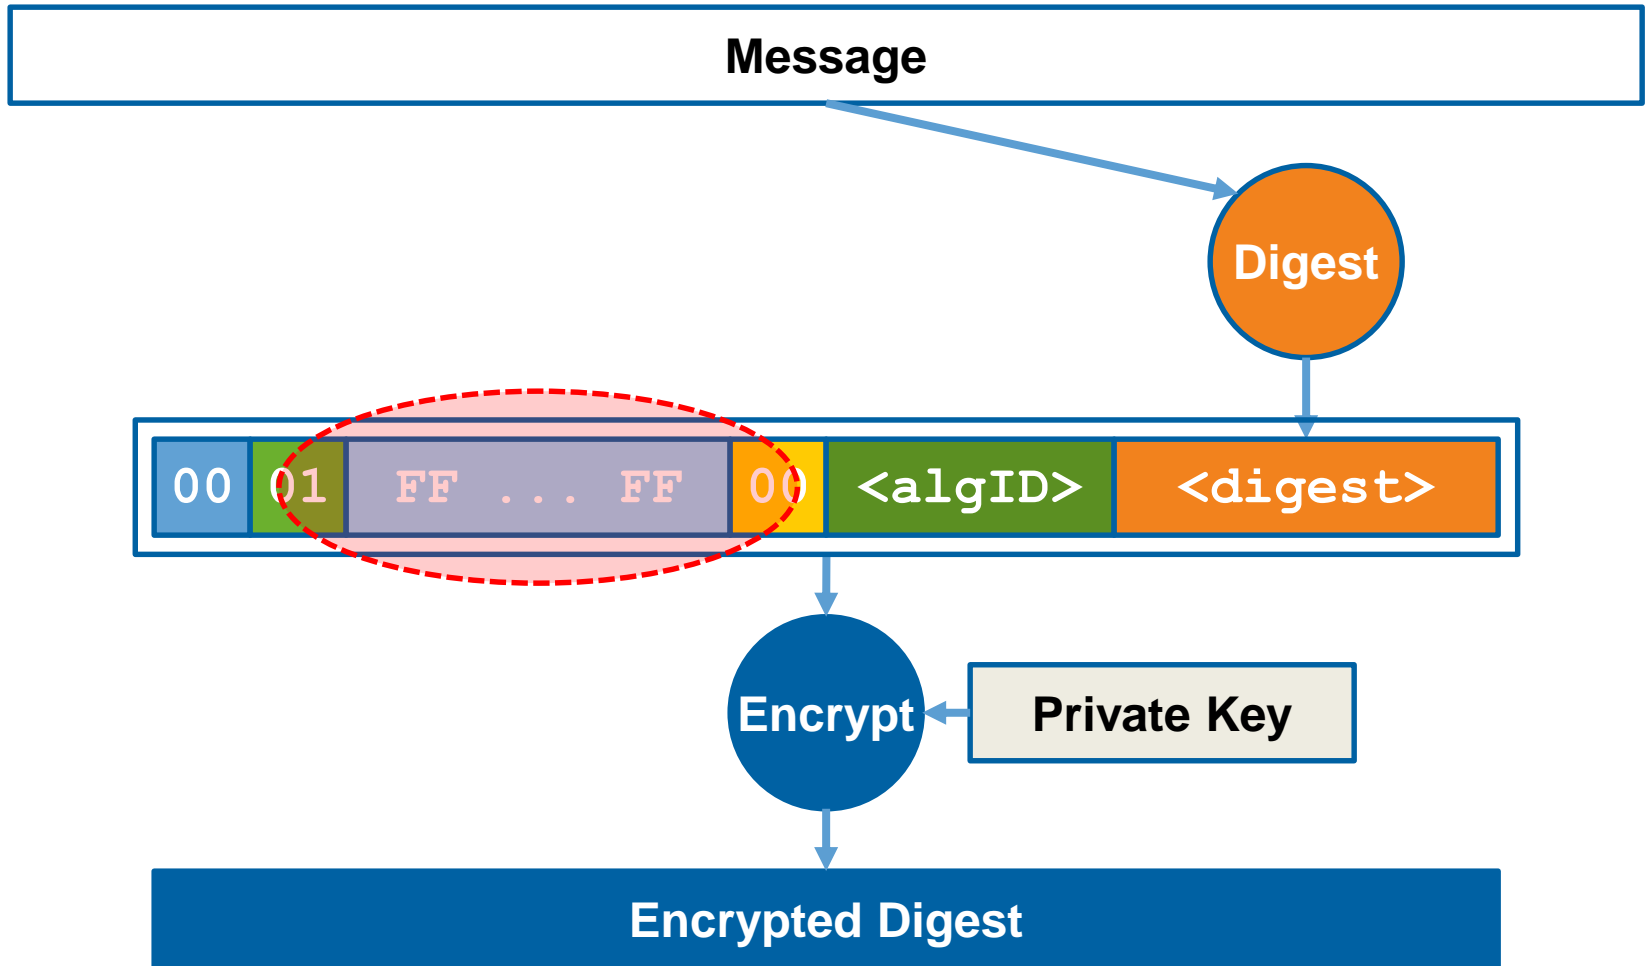 Message
Digest
00 01 FF ... FF 00 <algID> <digest>
Encrypt
Private Key
Encrypted Digest